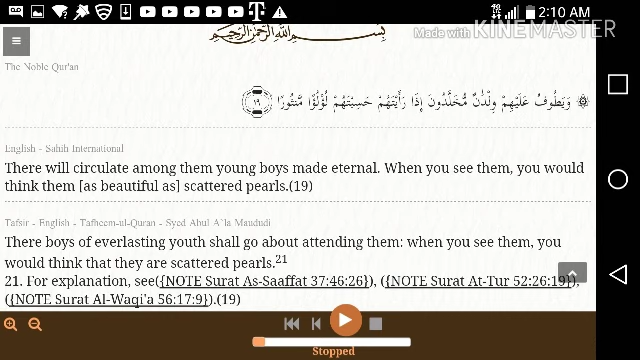 2:10 AM
Made with KINEMASTER
بِسْمِ اللَّهِ الرَّحْمَٰنِ الرَّحِيمِ
The Noble Qur'an
۞ وَيَطُوفُ عَلَيْهِمْ وِلْدَٰنٌ مُّخَلَّدُونَ إِذَا رَأَيْتَهُمْ حَسِبْتَهُمْ لُؤْلُؤًا مَّنثُورًا ١٩
English - Sahih International
There will circulate among them young boys made eternal. When you see them, you would
think them [as beautiful as] scattered pearls.(19)
Tafsir - English - Tafheem-ul-Quran - Syed Abul A`la Maududi
There boys of everlasting youth shall go about attending them: when you see them, you
would think that they are scattered pearls.21
21. For explanation, see({NOTE Surat As-Saaffat 37:46:26}), ({NOTE Surat At-Tur 52:26:19}),
({NOTE Surat Al-Waqi'a 56:17:9}).(19)
Stopped